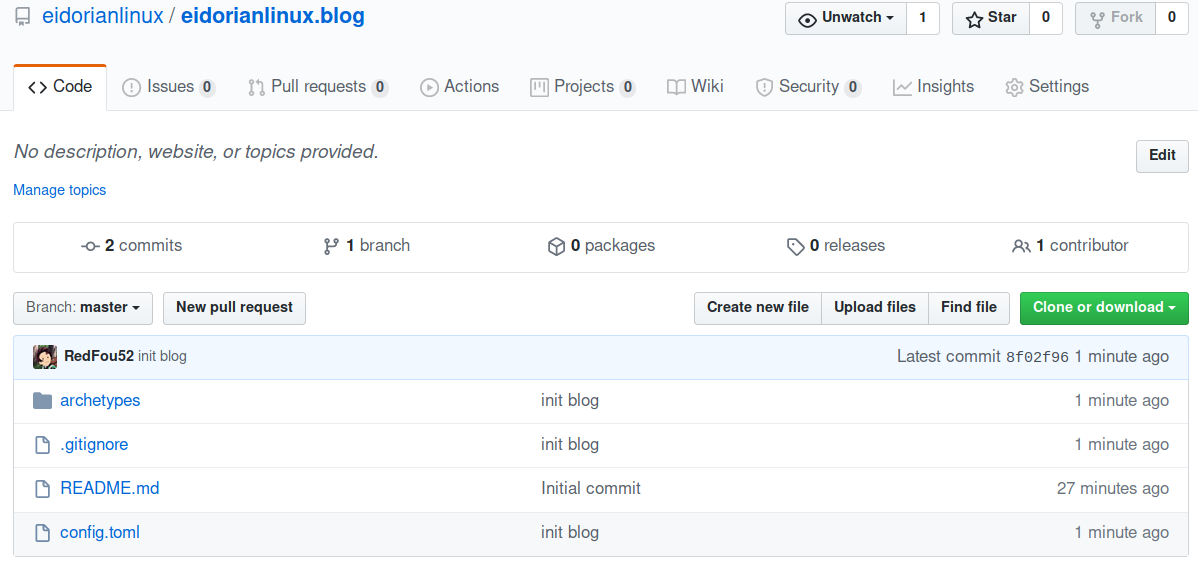 eidorianlinux / eidorianlinux.blog Unwatch 1 Star 0 Fork 0
Code Issues 0 Pull requests 0 Actions Projects 0 Wiki Security 0 Insights Settings
No description, website, or topics provided. Edit
Manage topics
2 commits 1 branch 0 packages 0 releases 1 contributor
Branch: master New pull request Create new file Upload files Find file Clone or download
RedFou52 init blog Latest commit 8f02f96 1 minute ago
archetypes init blog 1 minute ago
.gitignore init blog 1 minute ago
README.md Initial commit 27 minutes ago
config.toml init blog 1 minute ago